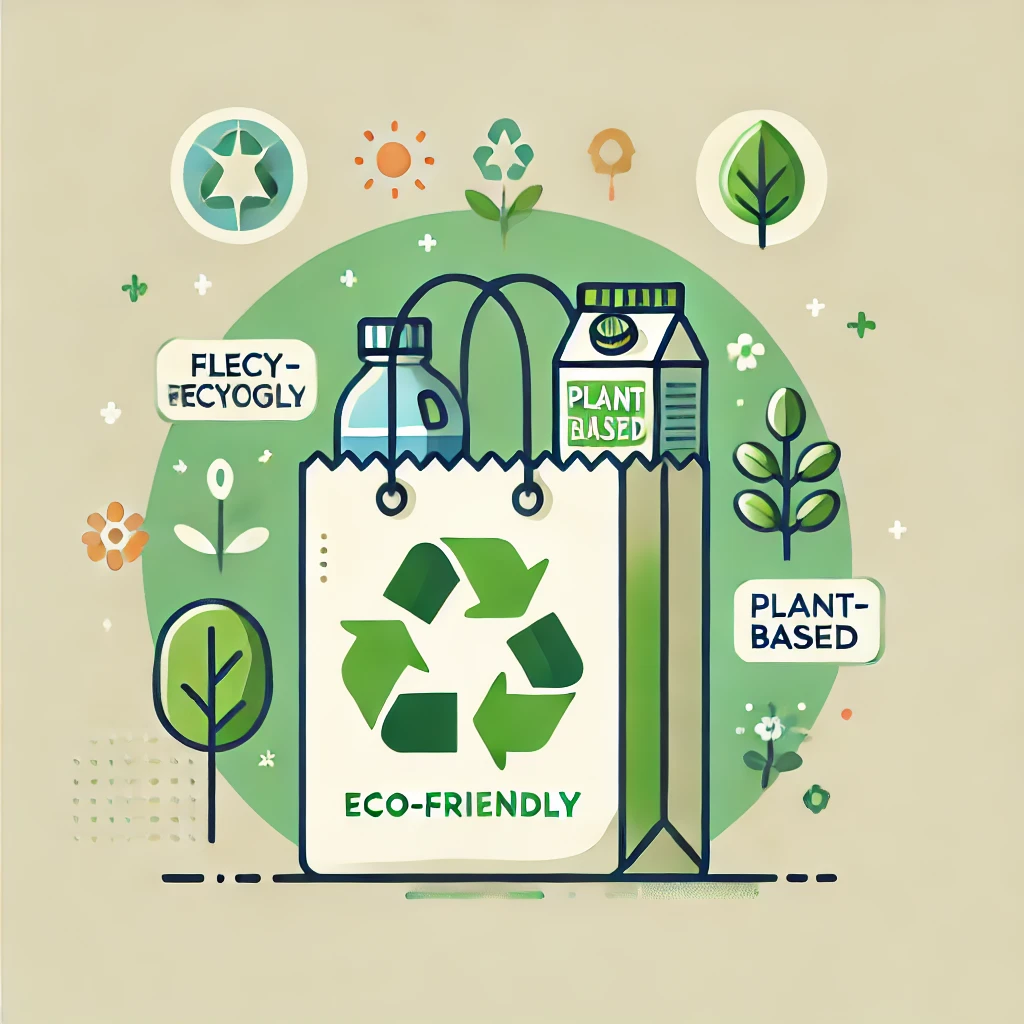 PLANT
BASED
FLECY-
FECYOGLY
PLANT-
BASED
ECO-FRIENDLY